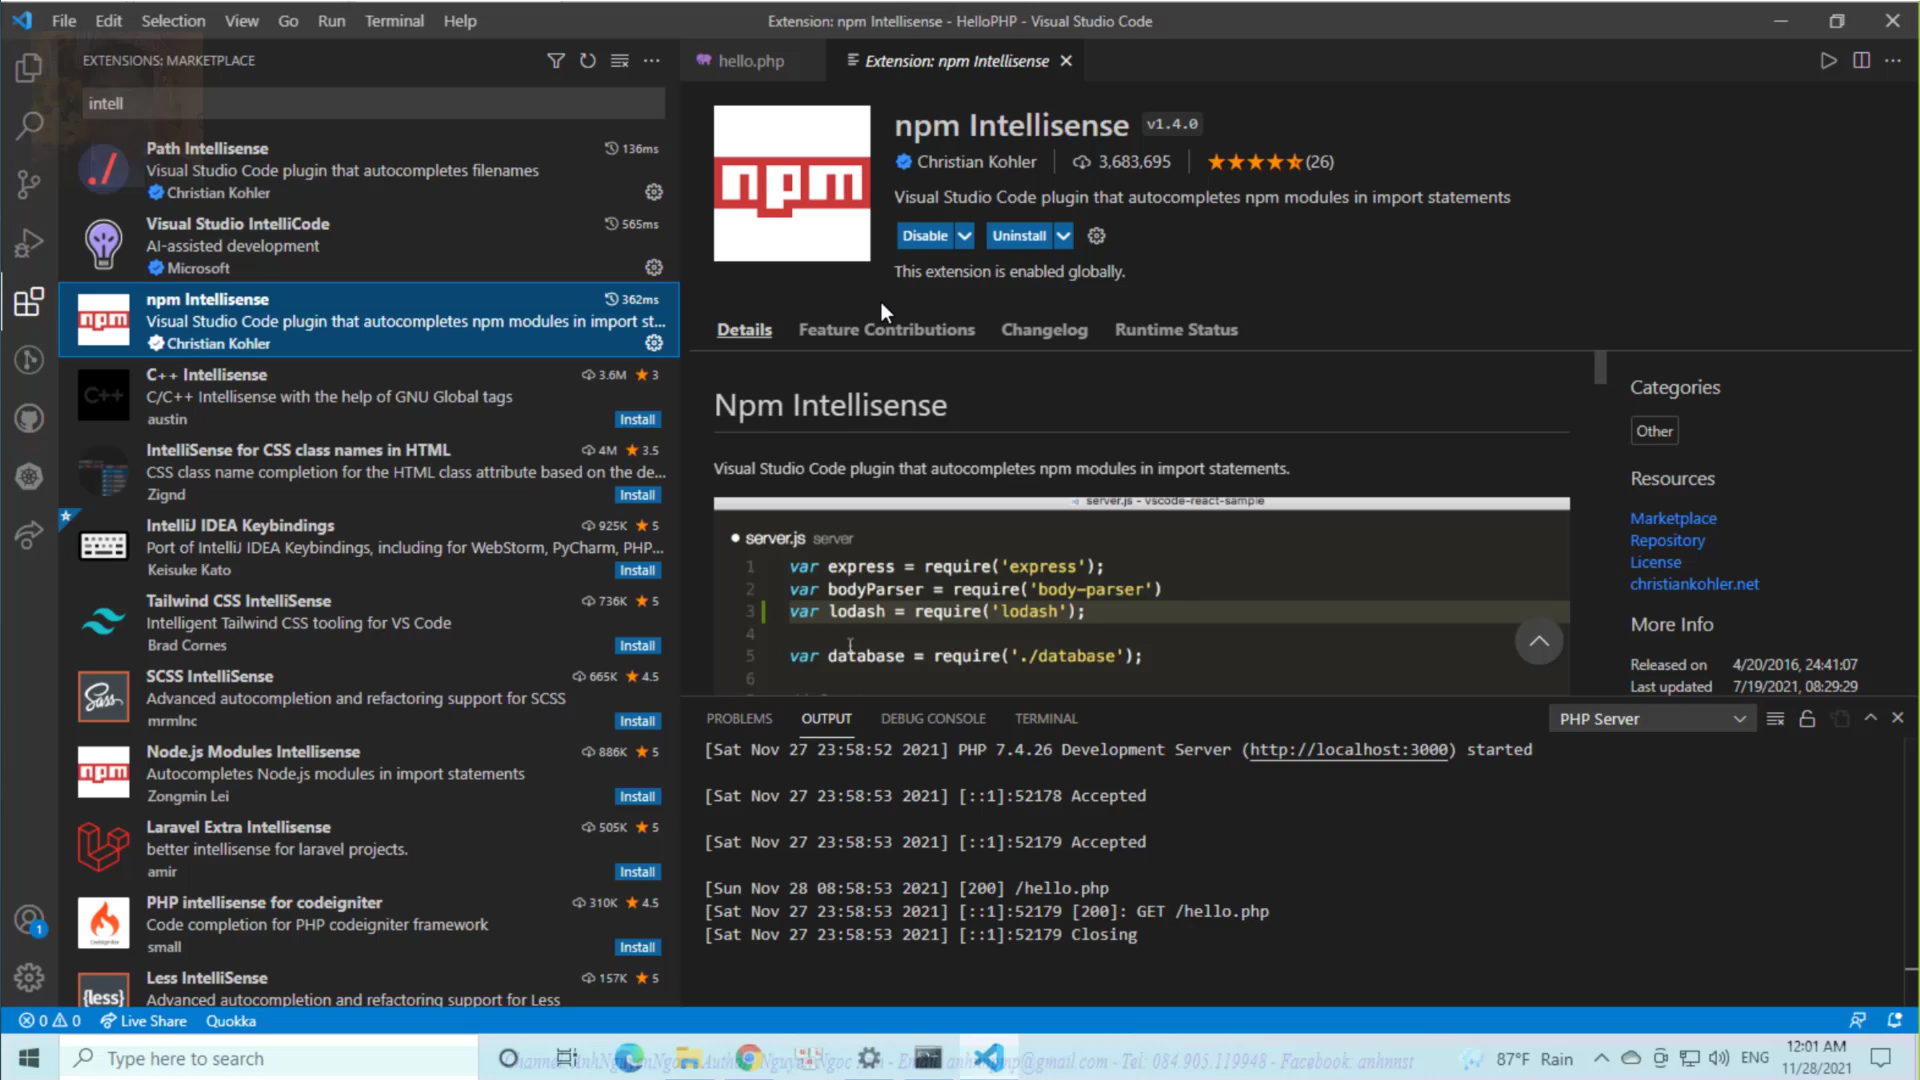 File Edit Selection View Go Run Terminal Help
Extension: npm Intellisense - HelloPHP - Visual Studio Code
EXTENSIONS: MARKETPLACE
intell
Path Intellisense 136ms
Visual Studio Code plugin that autocompletes filenames
Christian Kohler
Visual Studio IntelliCode 565ms
AI-assisted development
Microsoft
npm Intellisense 362ms
Visual Studio Code plugin that autocompletes npm modules in import st...
Christian Kohler
C++
C++ Intellisense 3.6M 3
C/C++ Intellisense with the help of GNU Global tags
austin Install
IntelliSense for CSS class names in HTML 4M 3.5
CSS class name completion for the HTML class attribute based on the de...
Zignd Install
IntelliJ IDEA Keybindings 925K 5
Port of IntelliJ IDEA Keybindings, including for WebStorm, PyCharm, PHP...
Keisuke Kato Install
Tailwind CSS IntelliSense 736K 5
Intelligent Tailwind CSS tooling for VS Code
Brad Cornes Install
SCSS IntelliSense 665K 4.5
Advanced autocompletion and refactoring support for SCSS
mrmlnc Install
Node.js Modules Intellisense 886K 5
Autocompletes Node.js modules in import statements
Zongmin Lei Install
Laravel Extra Intellisense 505K 5
better intellisense for laravel projects.
amir Install
PHP intellisense for codeigniter 310K 4.5
Code completion for PHP codeigniter framework
small Install
Less IntelliSense 157K 5
{less}
Advanced autocompletion and refactoring support for Less
hello.php
Extension: npm Intellisense
npm
npm Intellisense v1.4.0
Christian Kohler 3,683,695 (26)
Visual Studio Code plugin that autocompletes npm modules in import statements
Disable Uninstall
This extension is enabled globally.
Details Feature Contributions Changelog Runtime Status
Npm Intellisense
Visual Studio Code plugin that autocompletes npm modules in import statements.
server.js - vscode-react-sample
server.js server
1 var express = require('express');
2 var bodyParser = require('body-parser')
3 var lodash = require('lodash');
4
5 var database = require('./database');
6
Categories
Other
Resources
Marketplace
Repository
License
christiankohler.net
More Info
Released on 4/20/2016, 24:41:07
Last updated 7/19/2021, 08:29:29
PROBLEMS OUTPUT DEBUG CONSOLE TERMINAL
PHP Server
[Sat Nov 27 23:58:52 2021] PHP 7.4.26 Development Server (http://localhost:3000) started
[Sat Nov 27 23:58:53 2021] [::1]:52178 Accepted
[Sat Nov 27 23:58:53 2021] [::1]:52179 Accepted
[Sun Nov 28 08:58:53 2021] [200] /hello.php
[Sat Nov 27 23:58:53 2021] [::1]:52179 [200]: GET /hello.php
[Sat Nov 27 23:58:53 2021] [::1]:52179 Closing
1
0 0 Live Share Quokka
Type here to search
87°F Rain ENG
12:01 AM
11/28/2021
@gmail.com - Tel: 084.905.119948 - Facebook: anhnnst